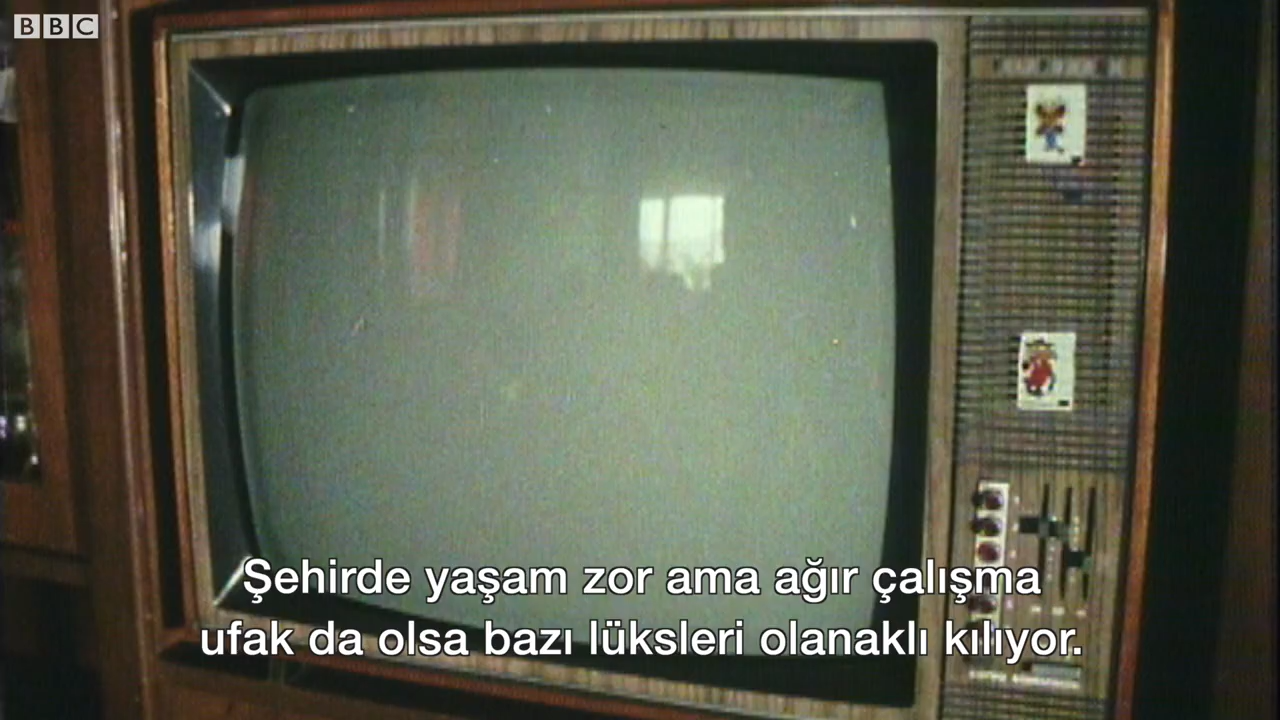 BBC
Şehirde yaşam zor ama ağır çalışma
ufak da olsa bazı lüksleri olanaklı kılıyor.